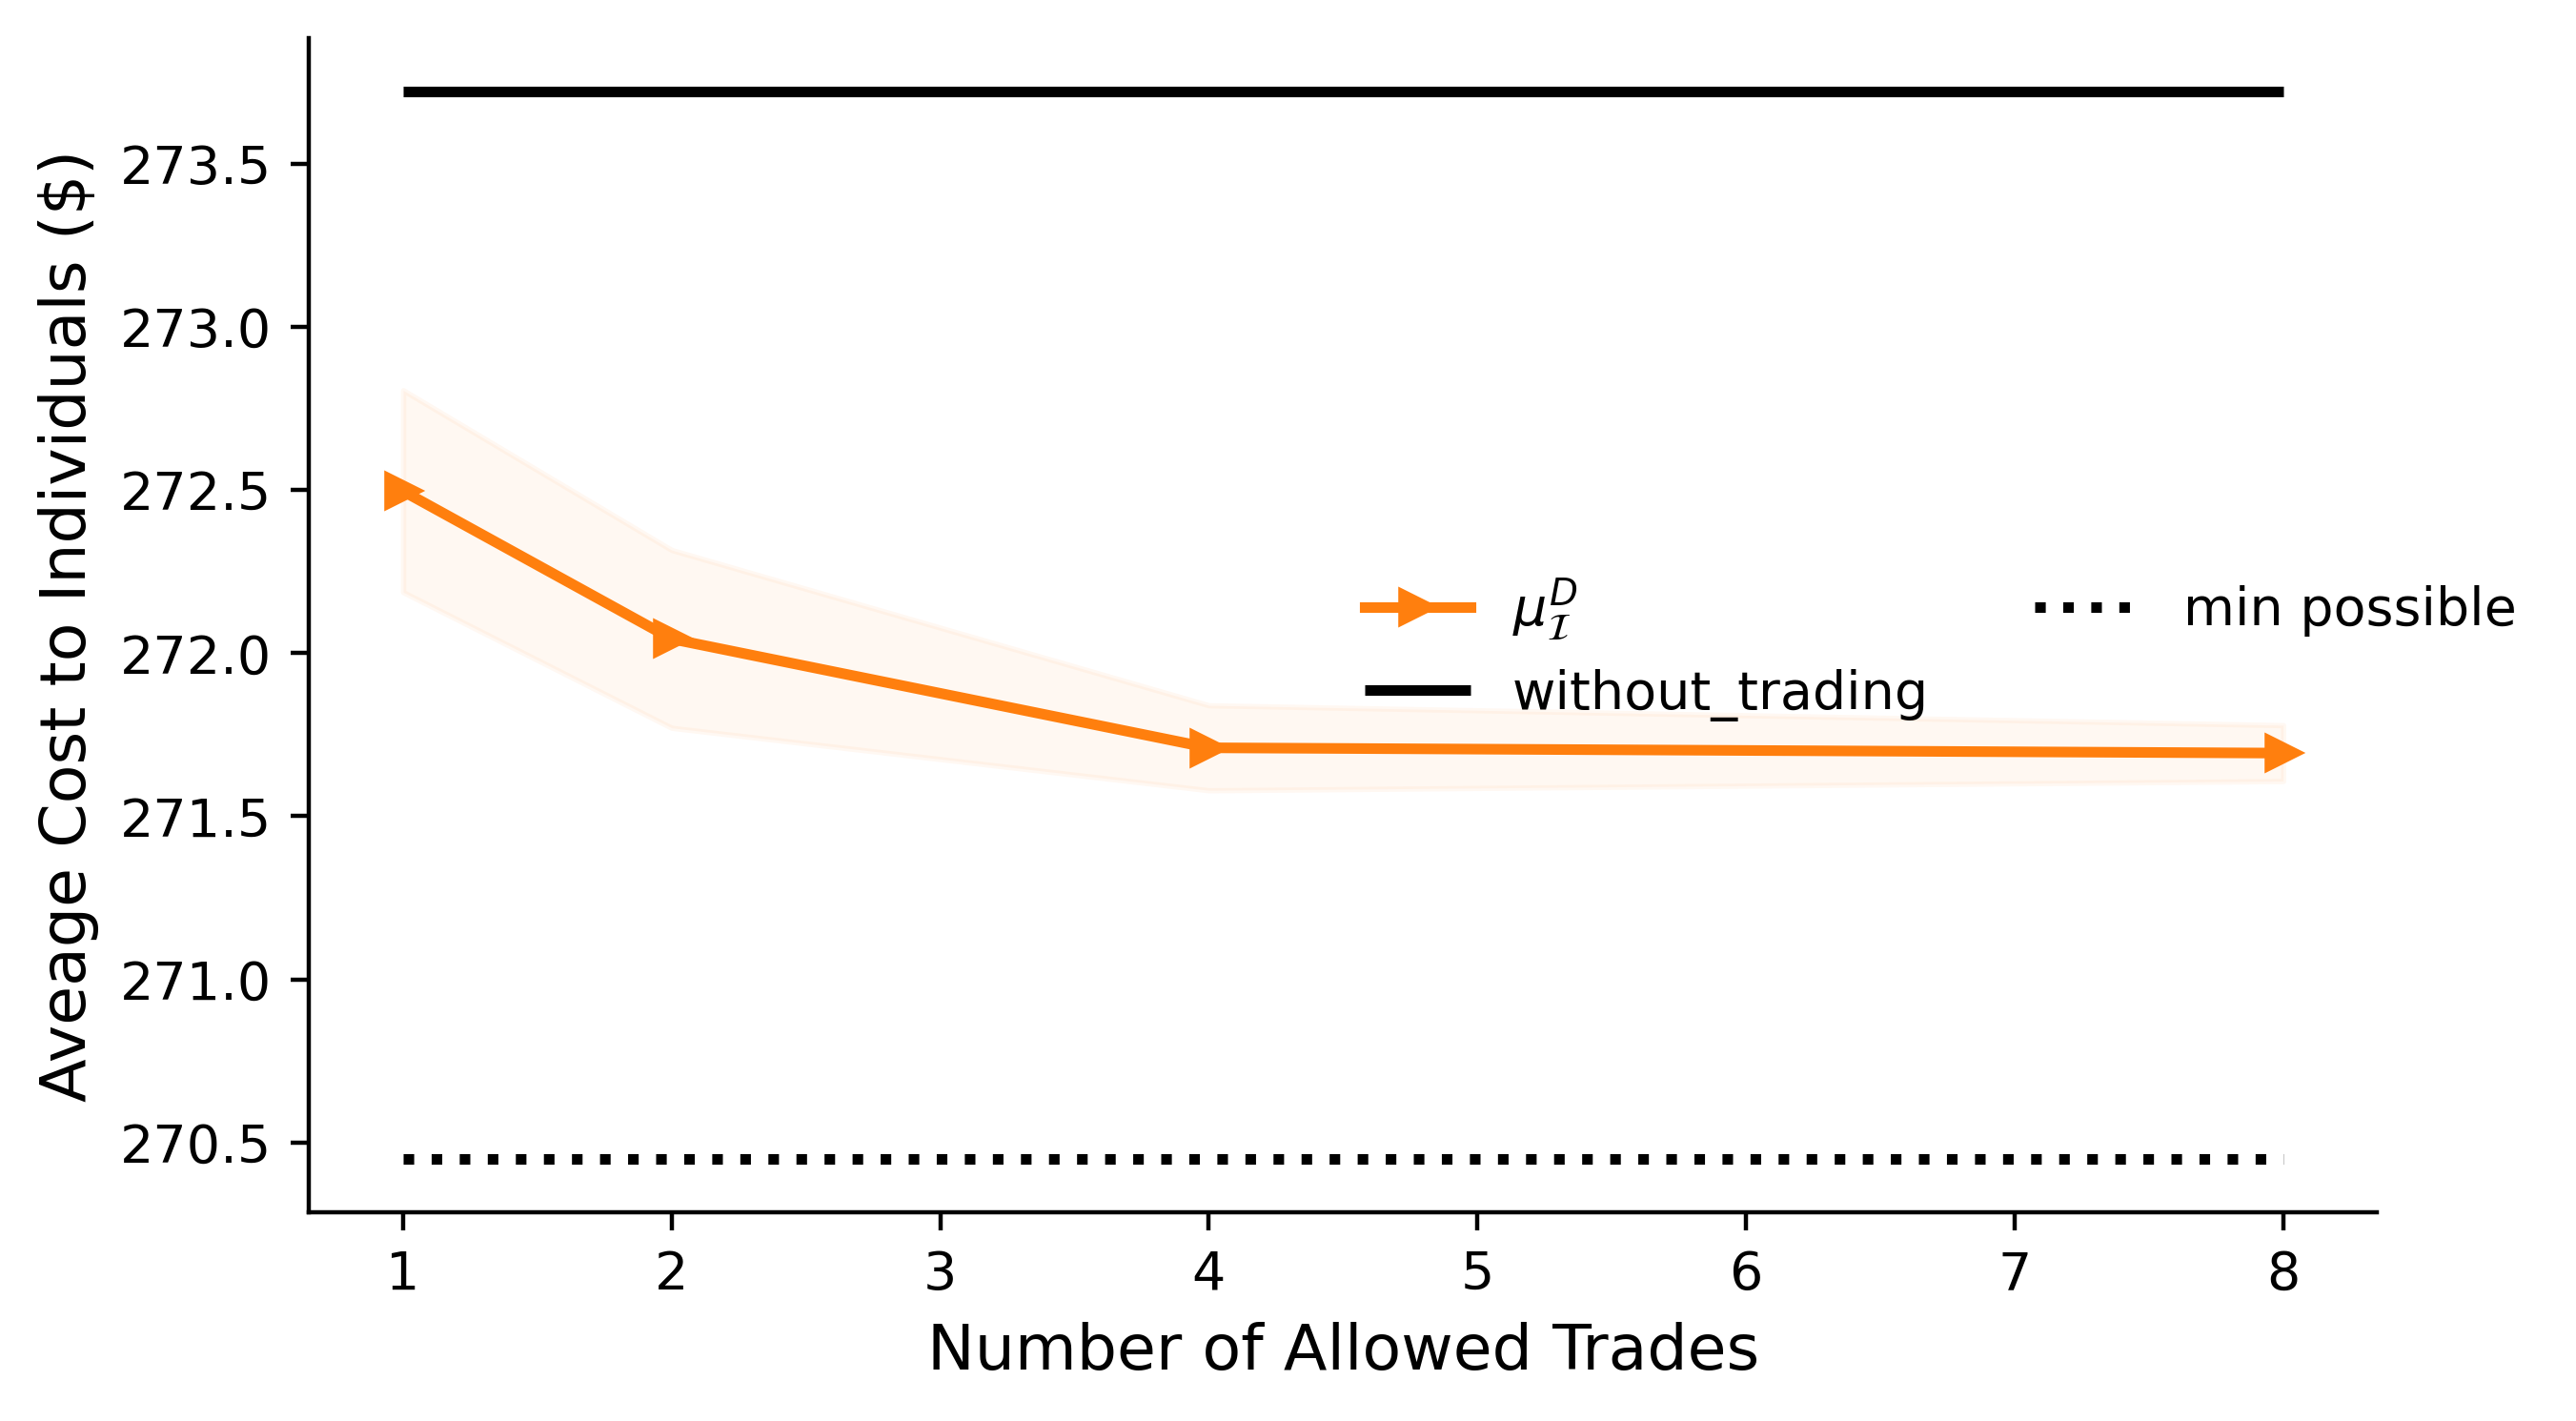 Aveage Cost to Individuals ($)
273.5
273.0
272.5
272.0
271.5
271.0
270.5
μ_ℐ^D
without_trading
min possible
1 2 3 4 5 6 7 8
Number of Allowed Trades